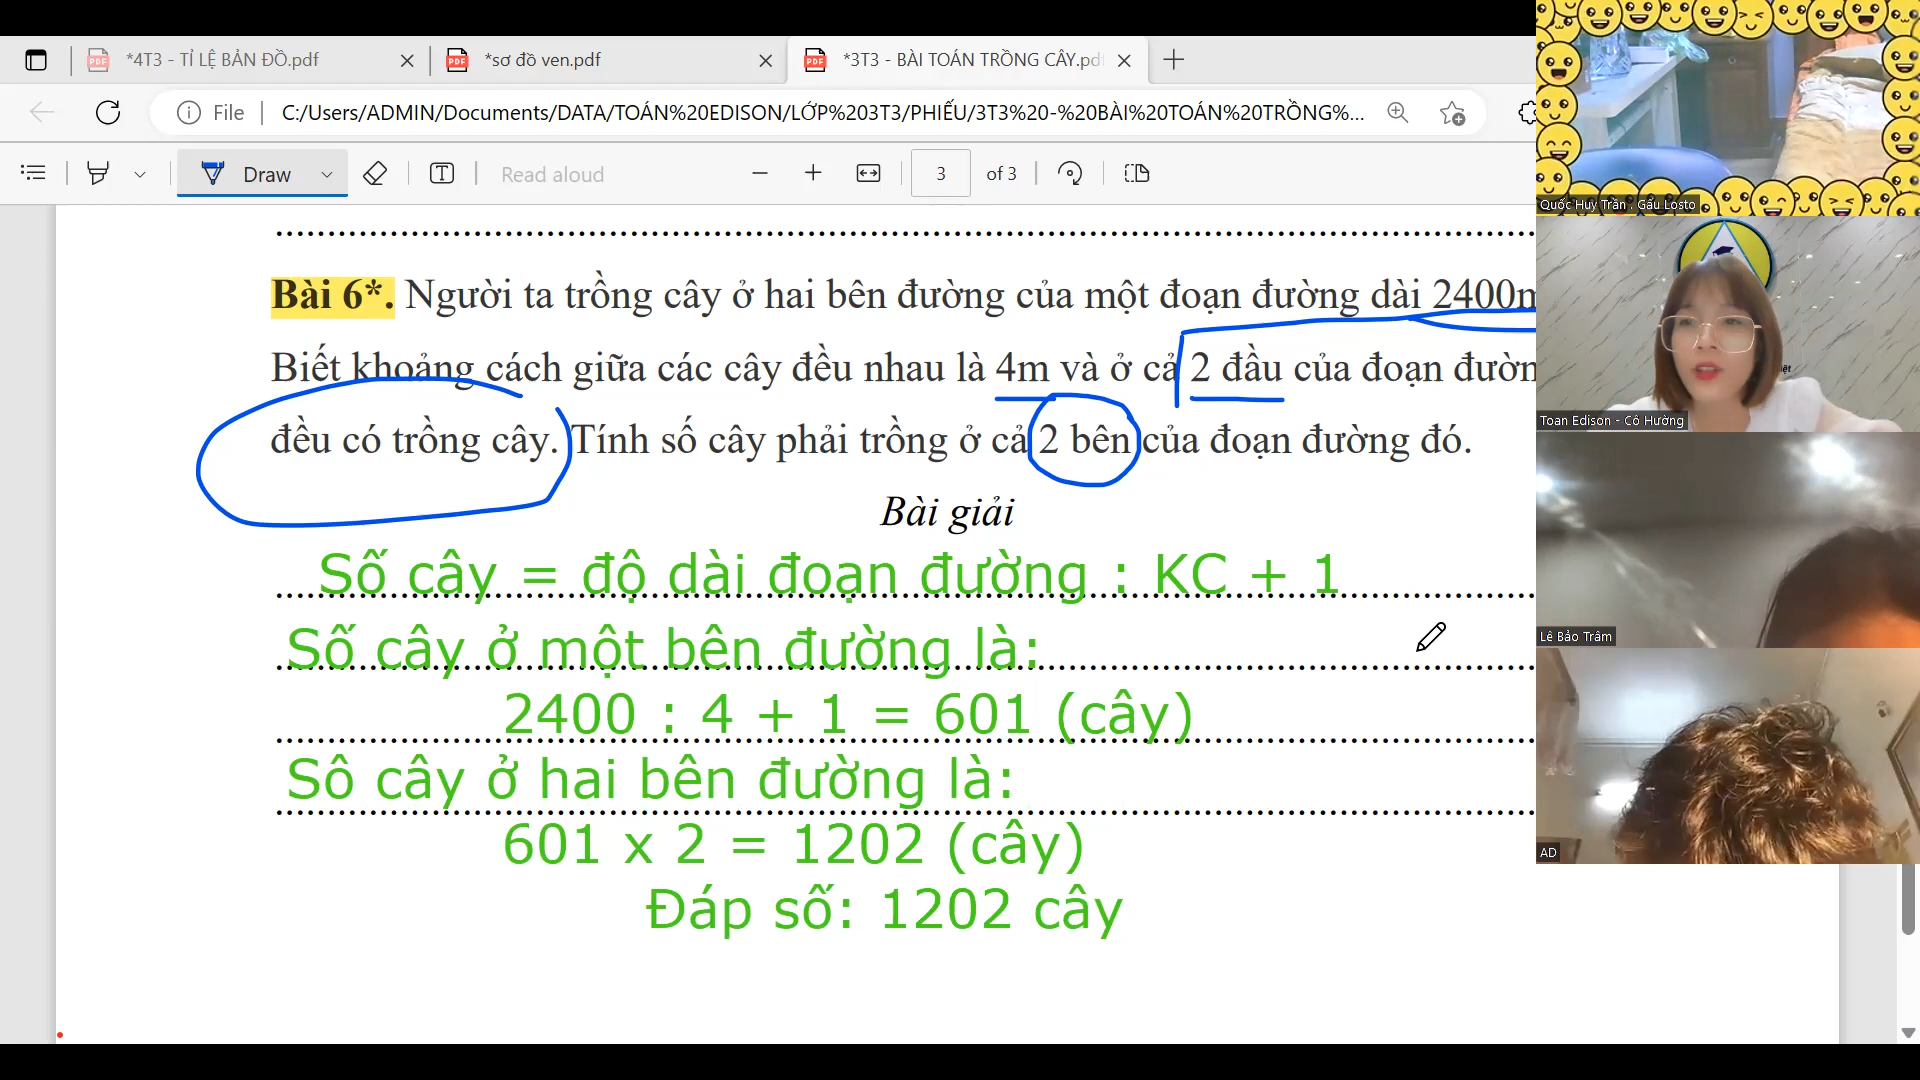 *4T3 - TỈ LỆ BẢN ĐỒ.pdf
*sơ đồ ven.pdf
*3T3 - BÀI TOÁN TRỒNG CÂY.pdf
File
C:/Users/ADMIN/Documents/DATA/TOÁN%20EDISON/LỚP%203T3/PHIẾU/3T3%20-%20BÀI%20TOÁN%20TRỒNG%...
Draw
Read aloud
3
of 3
Bài 6*. Người ta trồng cây ở hai bên đường của một đoạn đường dài 2400m
Biết khoảng cách giữa các cây đều nhau là 4m và ở cả 2 đầu của đoạn đườn
đều có trồng cây. Tính số cây phải trồng ở cả 2 bên của đoạn đường đó.
Bài giải
Số cây = độ dài đoạn đường : KC + 1
Số cây ở một bên đường là:
2400 : 4 + 1 = 601 (cây)
Sô cây ở hai bên đường là:
601 x 2 = 1202 (cây)
Đáp số: 1202 cây
Quốc Huy Trần . Gấu Losto
Toan Edison - Cô Hường
Lê Bảo Trâm
AD